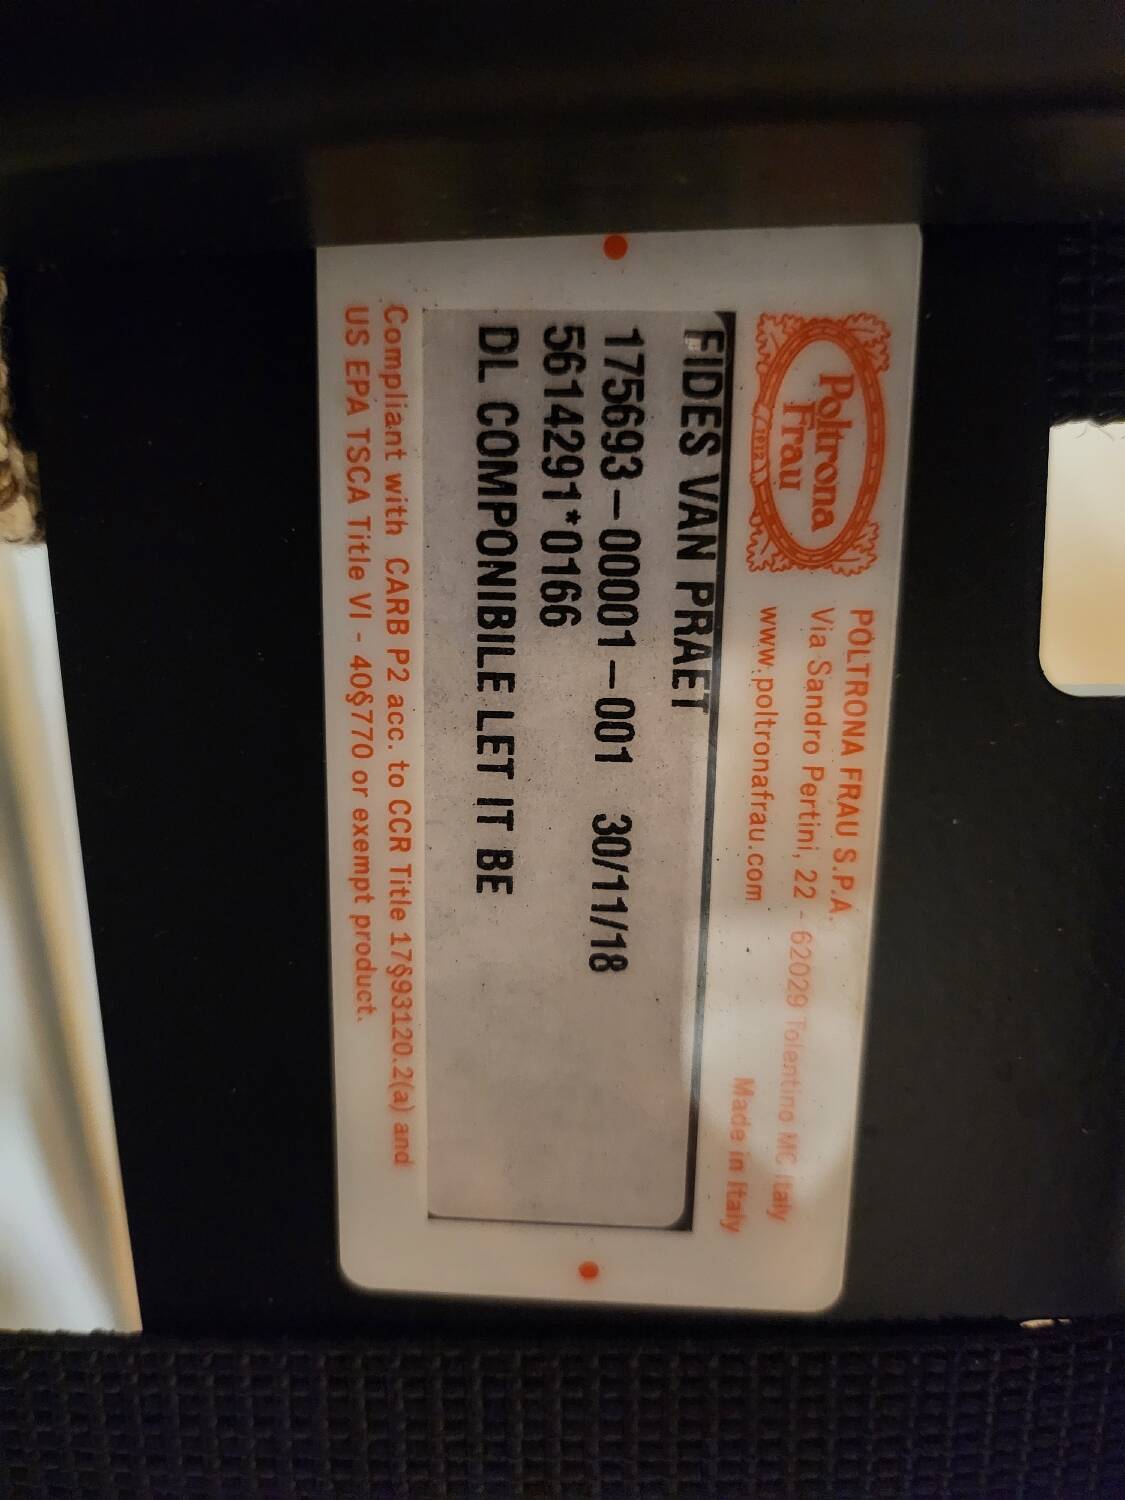 Poltrona
Frau
1912
POLTRONA FRAU S.P.A.
Via Sandro Pertini, 22 - 62029 Tolentino MC Italy
www.poltronafrau.com
Made in Italy
FIDES VAN PRAET
175693-00001-001 30/11/18
5614291*0166
DL COMPONIBILE LET IT BE
Compliant with CARB P2 acc. to CCR Title 17§93120.2(a) and
US EPA TSCA Title VI - 40§770 or exempt product.